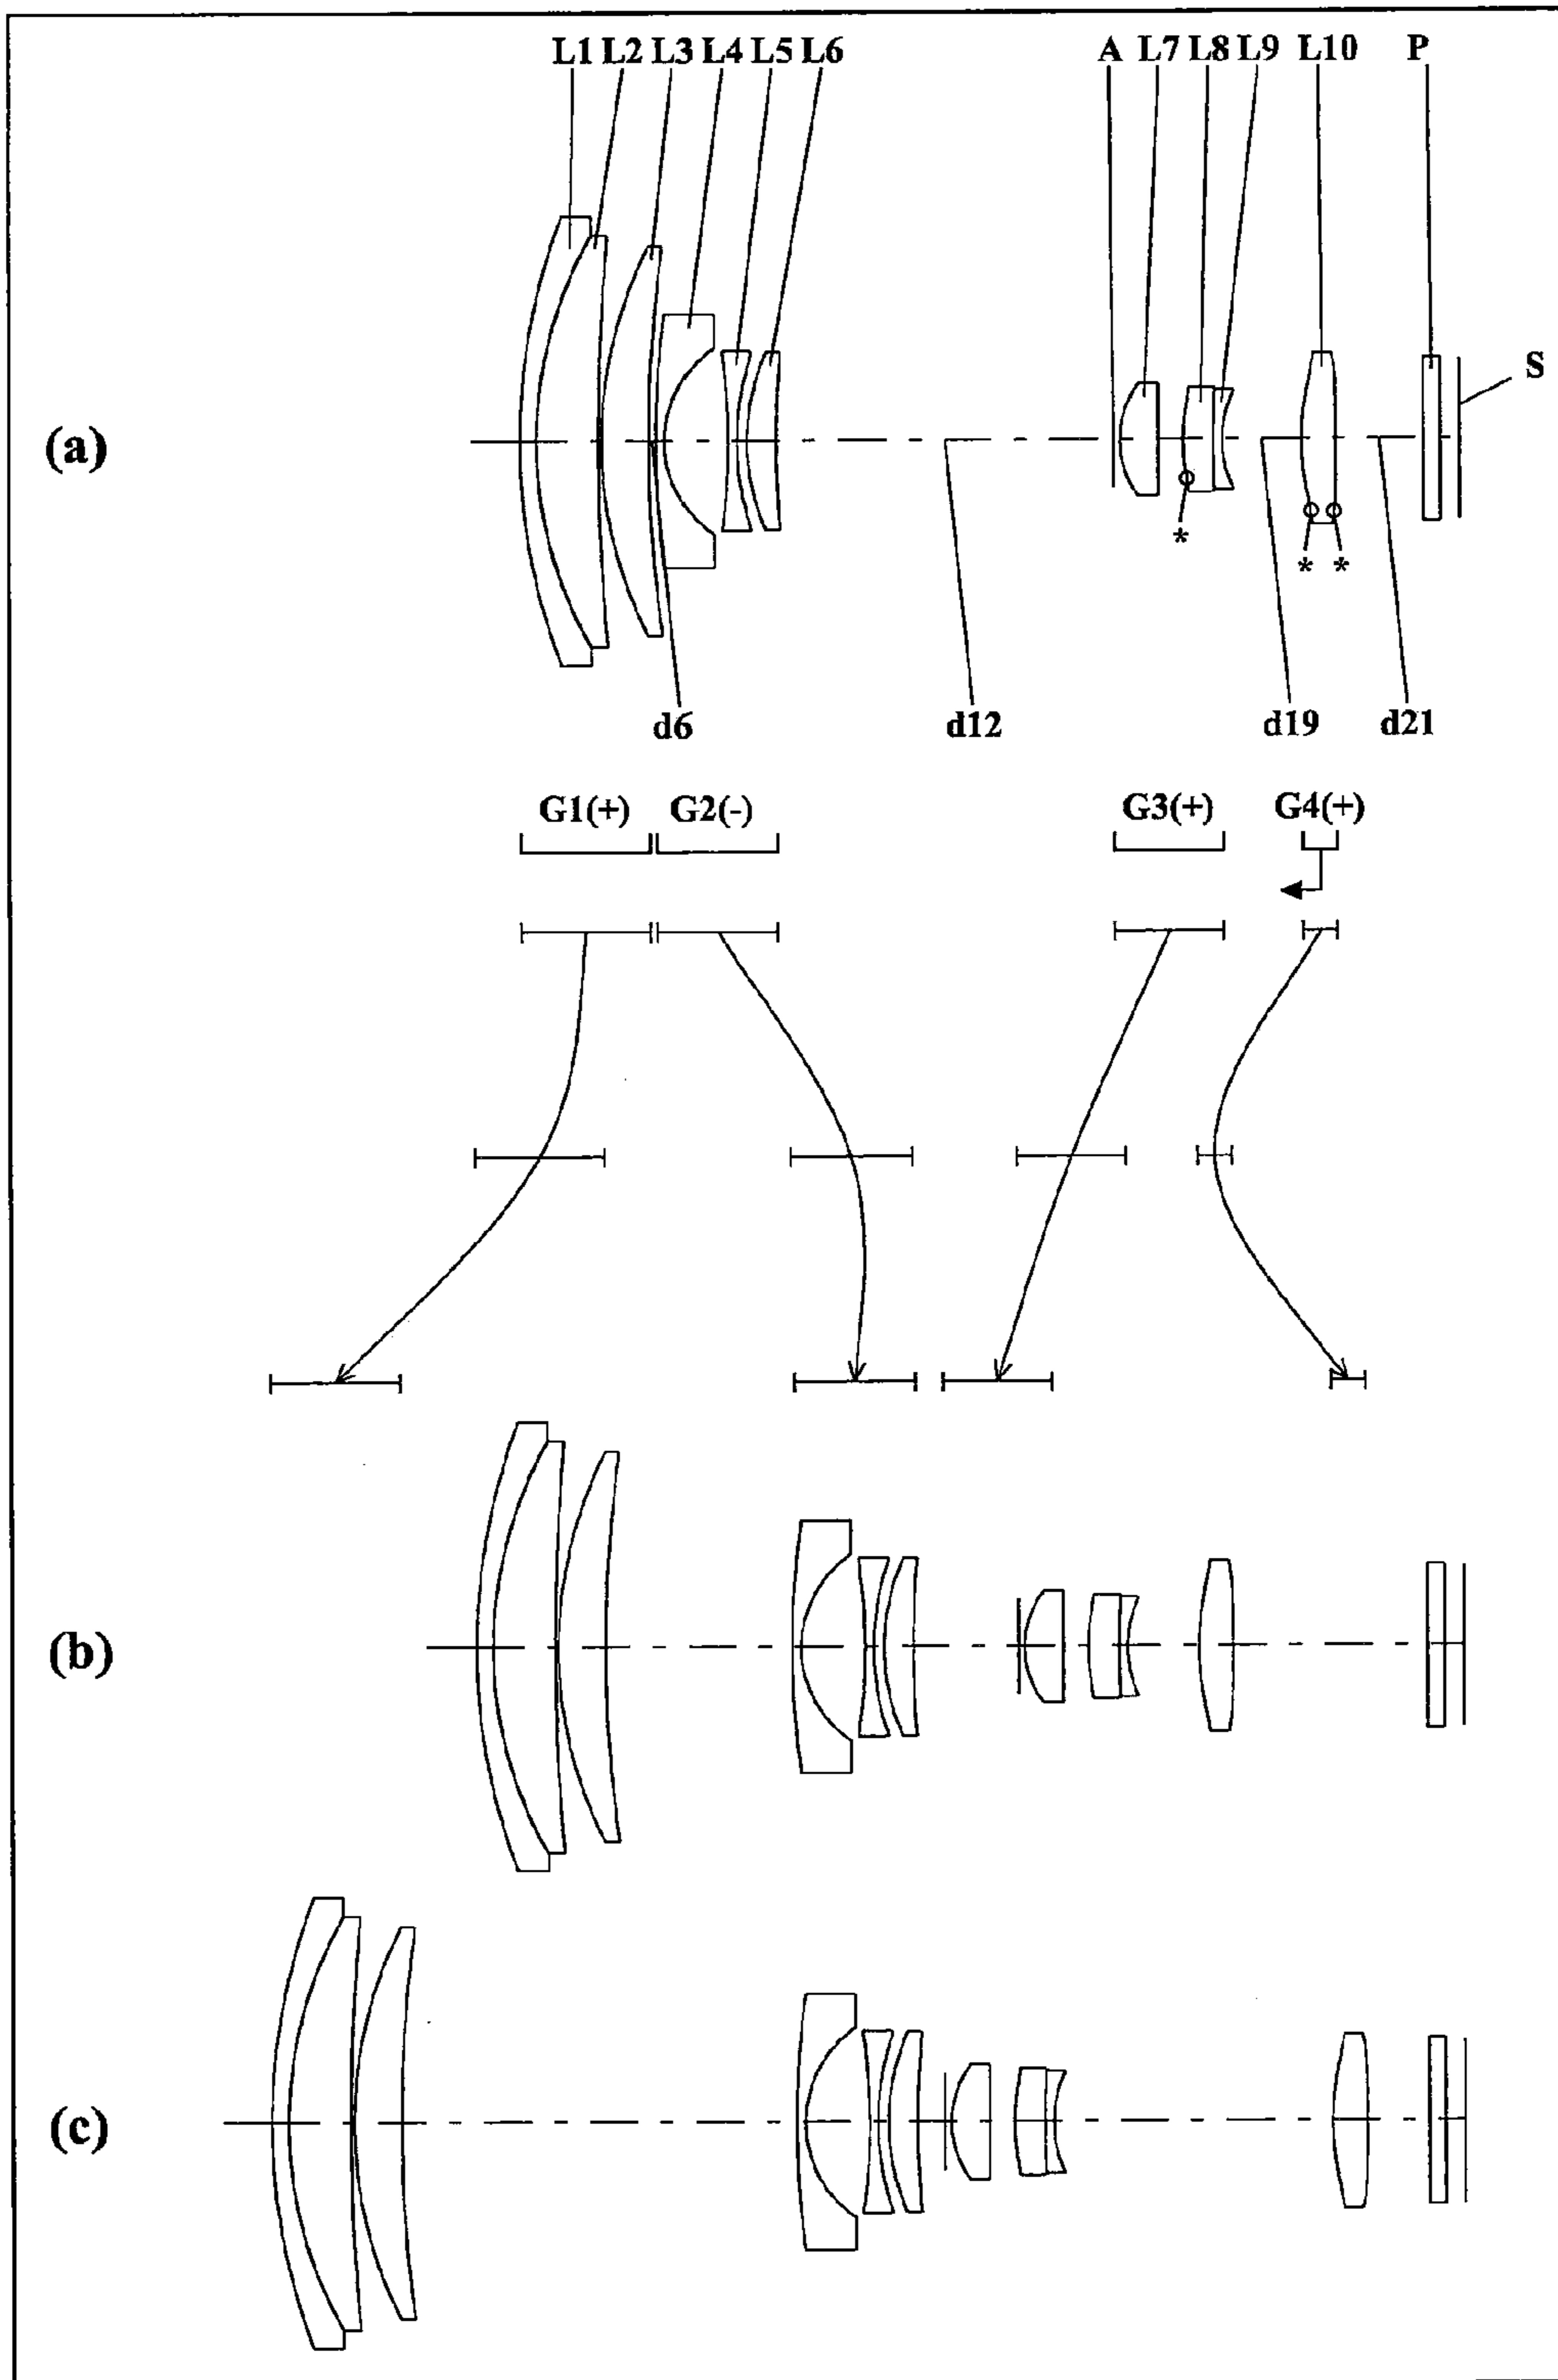 L1 L2 L3 L4 L5 L6 A L7 L8 L9 L10 P
S
(a)
* * *
d6 d12 d19 d21
G1(+) G2(-) G3(+) G4(+)
(b)
(c)